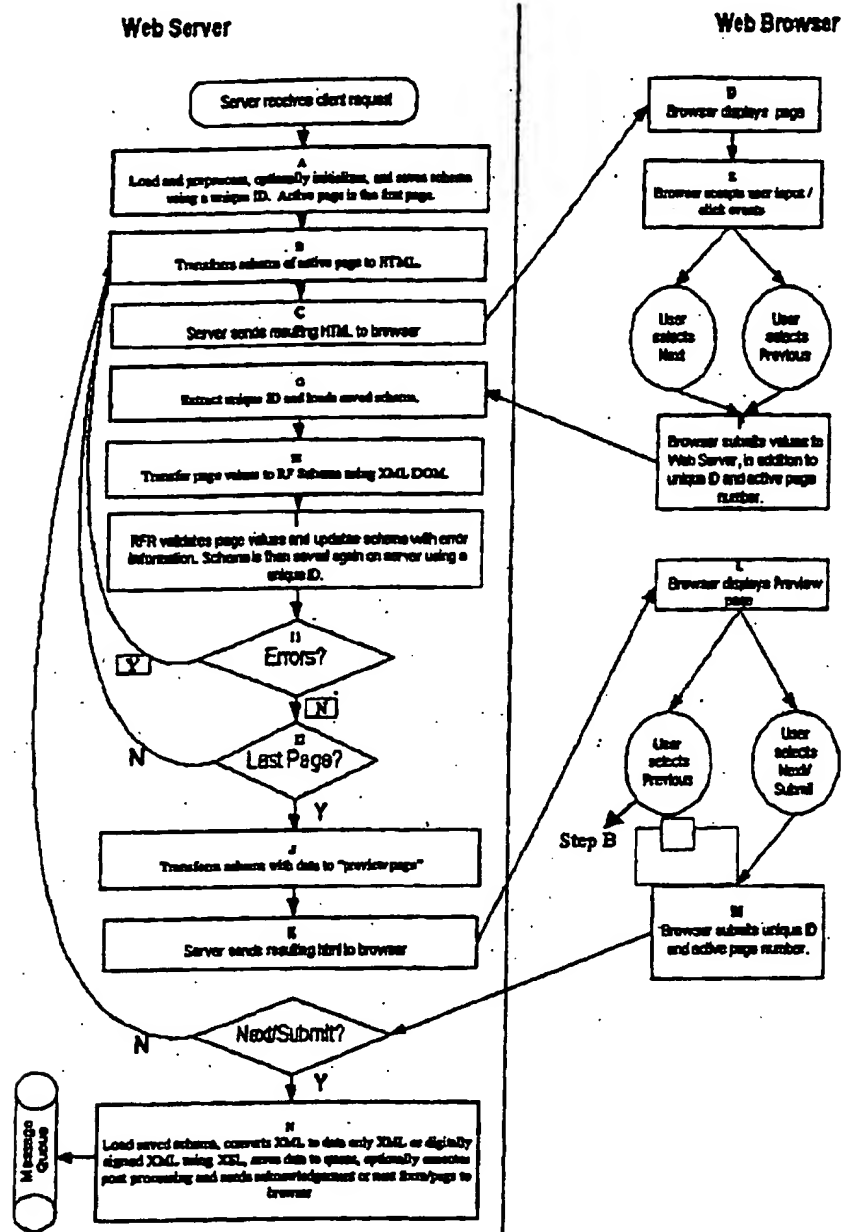 Web Server
Web Browser
Server receives client request
A
Load and preprocess, optionally initializes, and saves schema
using a unique ID. Active page is the first page.
B
Transform schema of active page to HTML.
C
Server sends resulting HTML to browser
G
Extract unique ID and loads saved schema.
H
Transfer page values to RF Schema using XML DOM.
I
RFR validates page values and updates schema with error
information. Schema is then saved again on server using a
unique ID.
I1
Errors?
Y
N
I2
Last Page?
N
Y
J
Transform schema with data to "preview page"
K
Server sends resulting html to browser
Next/Submit?
N
Y
N
Load saved schema, converts XML to data only XML or digitally
signed XML using XSL, saves data to queue, optionally executes
post processing and sends acknowledgement or next form/page to
browser
Message
Queue
D
Browser displays page
E
Browser accepts user input /
click events
User
selects
Next
User
selects
Previous
F
Browser submits values to
Web Server, in addition to
unique ID and active page
number.
L
Browser displays Preview
page
User
selects
Previous
User
selects
Next/
Submit
Step B
M
Browser submits unique ID
and active page number.